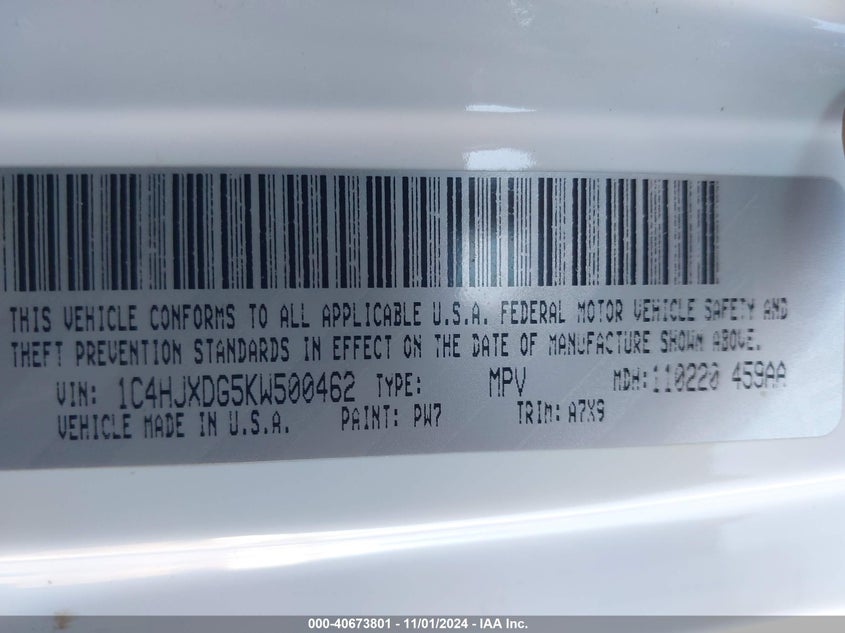 THIS VEHICLE CONFORMS TO ALL APPLICABLE U.S.A. FEDERAL MOTOR VEHICLE SAFETY AND
THEFT PREVENTION STANDARDS IN EFFECT ON THE DATE OF MANUFACTURE SHOWN ABOVE.
VIN: 1C4HJXDG5KW500462 TYPE: MPV MDH: 110220 459AA
VEHICLE MADE IN U.S.A. PAINT: PW7 TRIM: A7X9
000-40673801 - 11/01/2024 - IAA Inc.